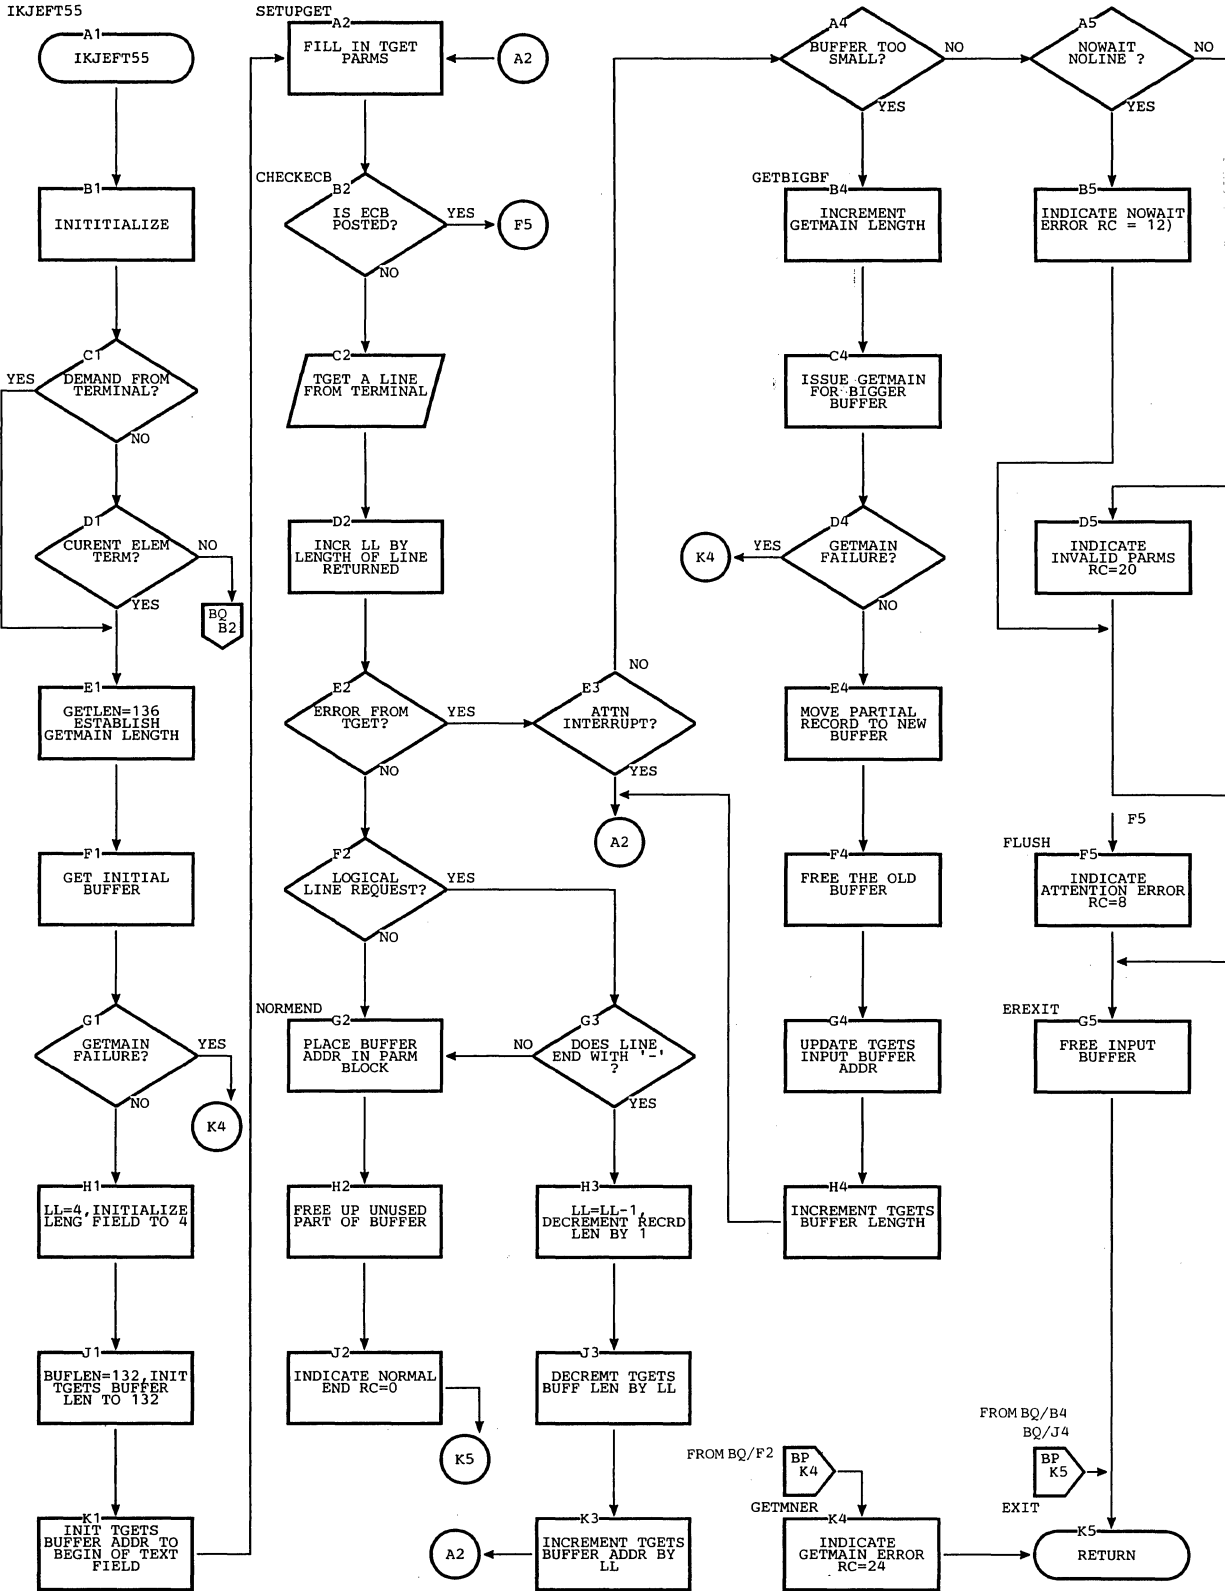 IKJEFT55
A1
IKJEFT55
B1
INITITIALIZE
C1
YES
DEMAND FROM
TERMINAL?
NO
D1
CURENT ELEM
TERM?
NO
YES
BQ
B2
E1
GETLEN=136
ESTABLISH
GETMAIN LENGTH
F1
GET INITIAL
BUFFER
G1
GETMAIN
FAILURE?
YES
NO
K4
H1
LL=4,INITIALIZE
LENG FIELD TO 4
J1
BUFLEN=132,INIT
TGETS BUFFER
LEN TO 132
K1
INIT TGETS
BUFFER ADDR TO
BEGIN OF TEXT
FIELD
SETUPGET
A2
FILL IN TGET
PARMS
A2
CHECKECB
B2
IS ECB
POSTED?
YES
F5
NO
C2
TGET A LINE
FROM TERMINAL
D2
INCR LL BY
LENGTH OF LINE
RETURNED
E2
ERROR FROM
TGET?
YES
NO
F2
LOGICAL
LINE REQUEST?
YES
NO
NORMEND
G2
PLACE BUFFER
ADDR IN PARM
BLOCK
H2
FREE UP UNUSED
PART OF BUFFER
J2
INDICATE NORMAL
END RC=0
K5
NO
E3
ATTN
INTERRUPT?
YES
A2
G3
NO
DOES LINE
END WITH '-'
?
YES
H3
LL=LL-1,
DECREMENT RECRD
LEN BY 1
J3
DECREMT TGETS
BUFF LEN BY LL
K3
INCREMENT TGETS
BUFFER ADDR BY
LL
A2
A4
BUFFER TOO
SMALL?
NO
YES
GETBIGBF
B4
INCREMENT
GETMAIN LENGTH
C4
ISSUE GETMAIN
FOR BIGGER
BUFFER
D4
GETMAIN
FAILURE?
YES
K4
NO
E4
MOVE PARTIAL
RECORD TO NEW
BUFFER
F4
FREE THE OLD
BUFFER
G4
UPDATE TGETS
INPUT BUFFER
ADDR
H4
INCREMENT TGETS
BUFFER LENGTH
FROM BQ/F2
BP
K4
GETMNER
K4
INDICATE
GETMAIN ERROR
RC=24
A5
NOWAIT
NOLINE ?
NO
YES
B5
INDICATE NOWAIT
ERROR RC = 12)
D5
INDICATE
INVALID PARMS
RC=20
F5
FLUSH
F5
INDICATE
ATTENTION ERROR
RC=8
EREXIT
G5
FREE INPUT
BUFFER
FROM BQ/B4
BQ/J4
BP
K5
EXIT
K5
RETURN